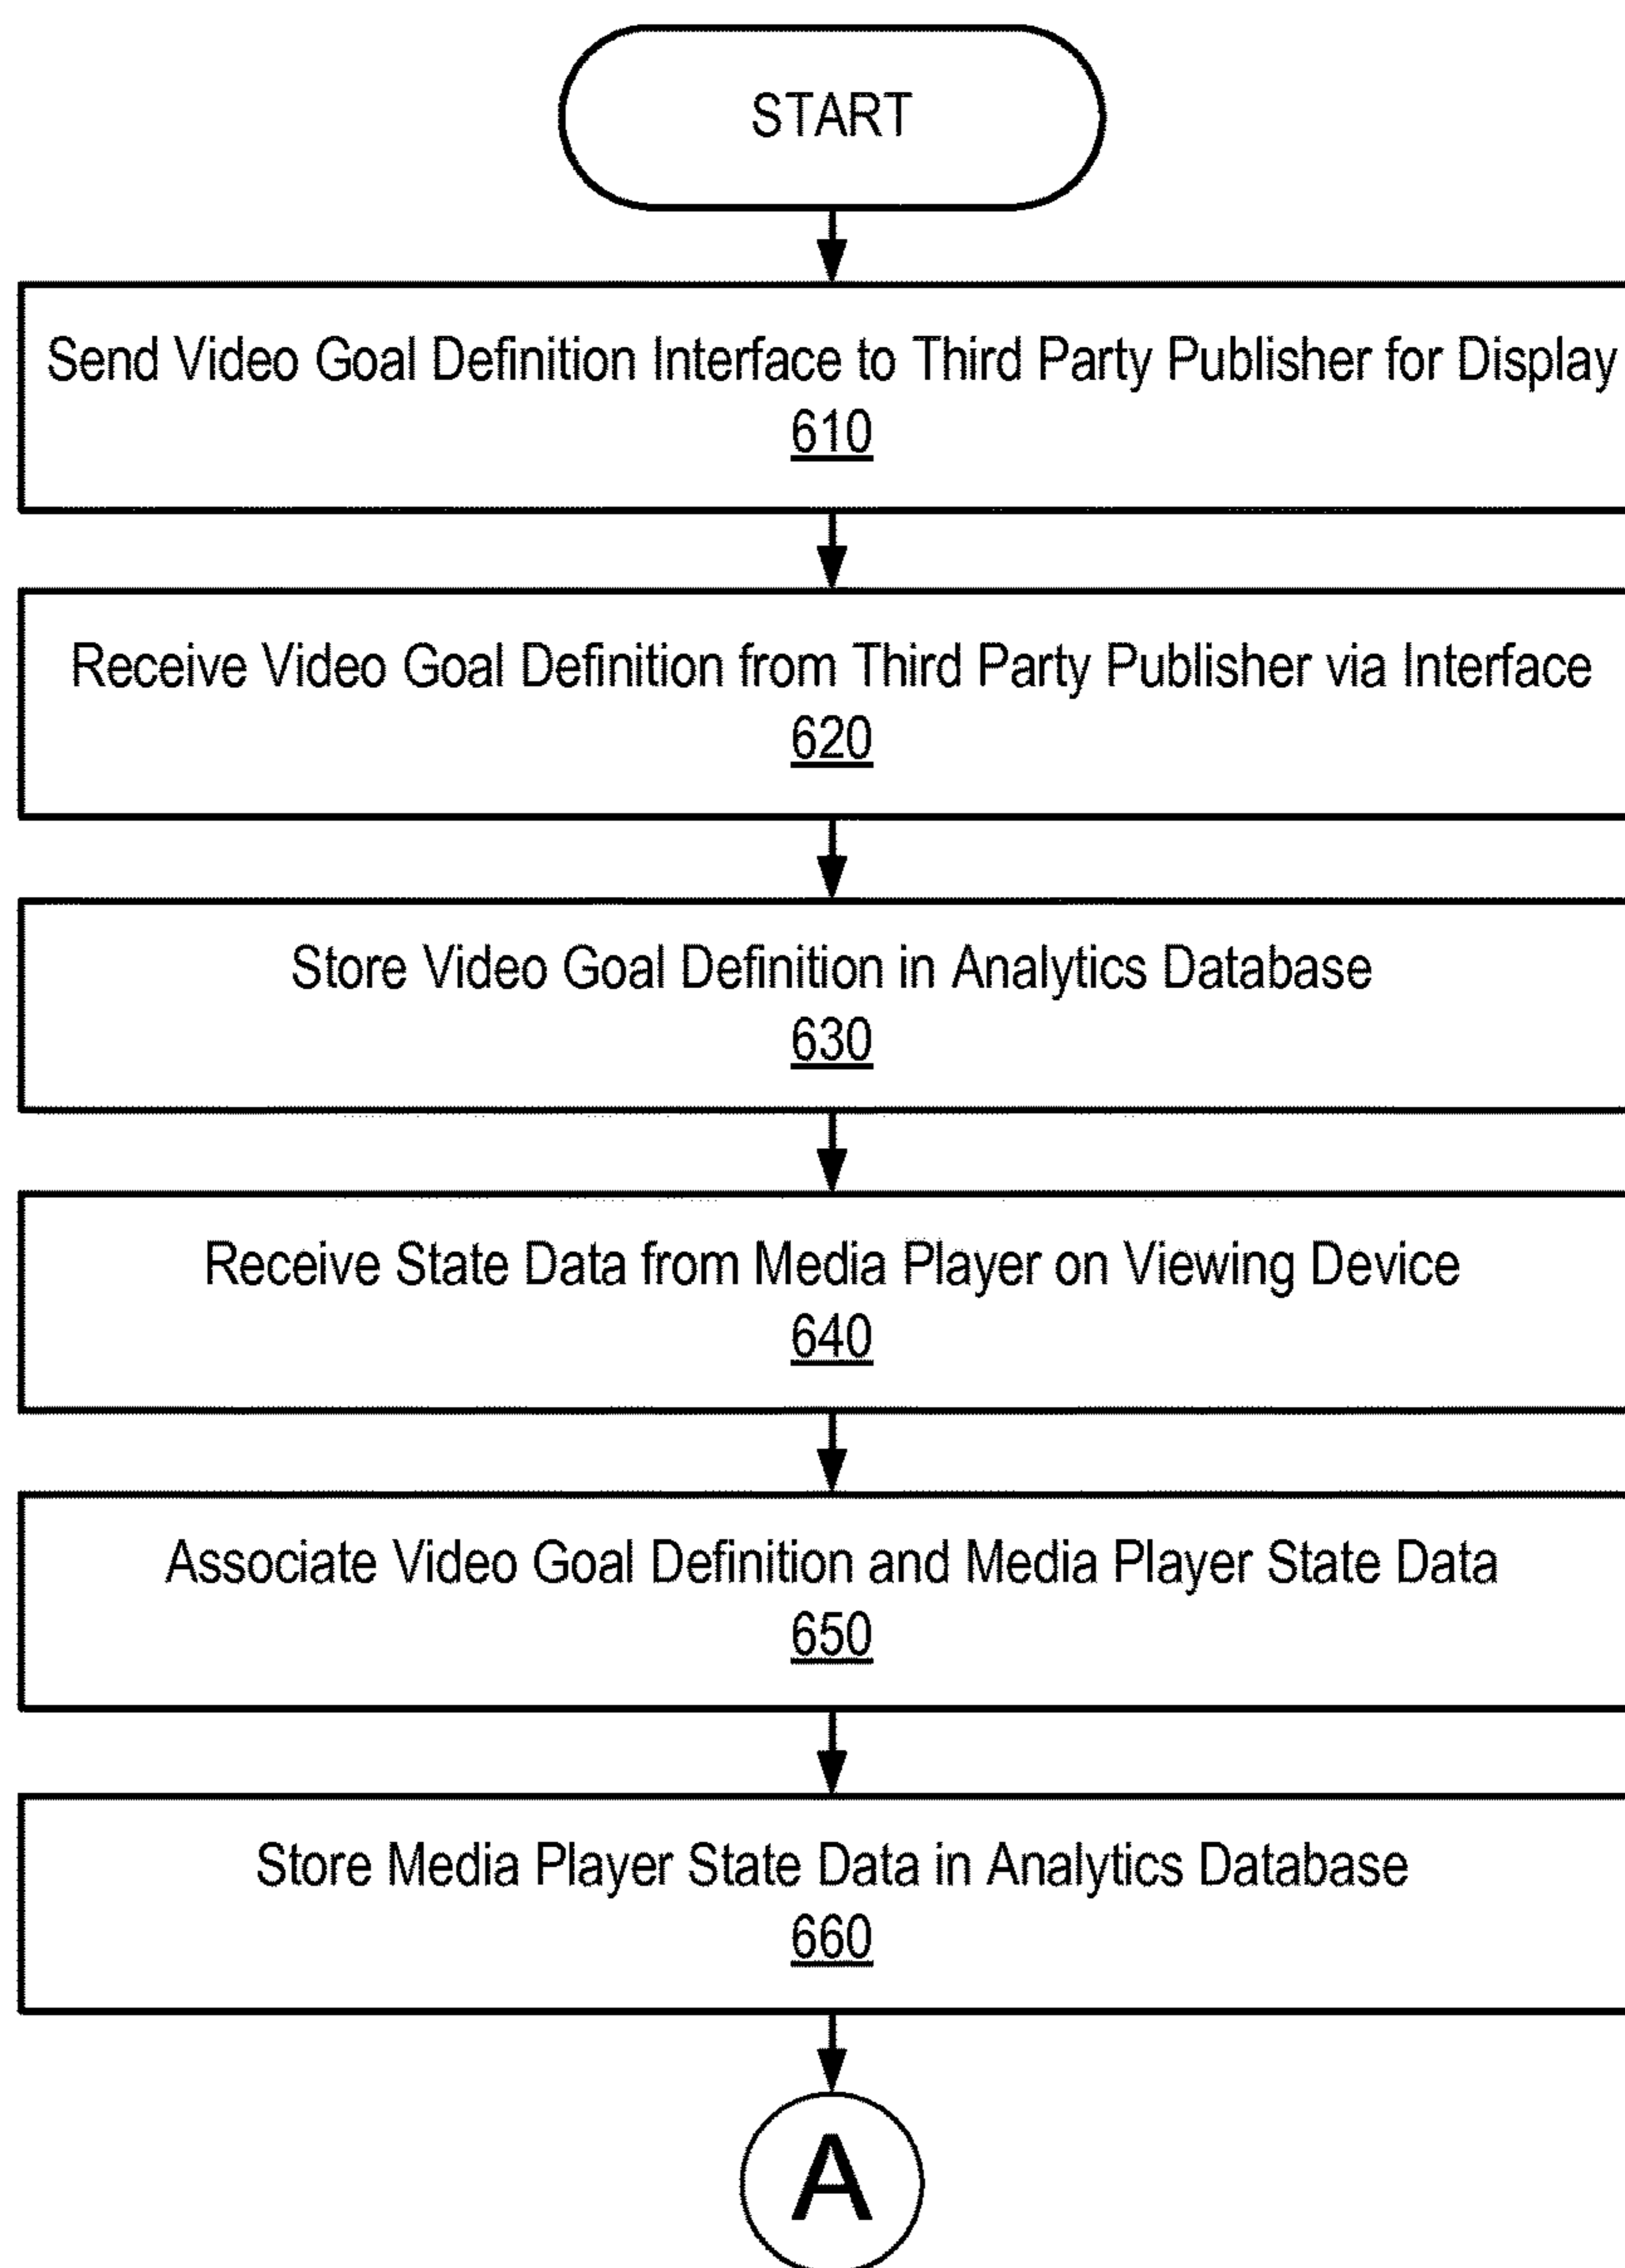 START
Send Video Goal Definition Interface to Third Party Publisher for Display
610
Receive Video Goal Definition from Third Party Publisher via Interface
620
Store Video Goal Definition in Analytics Database
630
Receive State Data from Media Player on Viewing Device
640
Associate Video Goal Definition and Media Player State Data
650
Store Media Player State Data in Analytics Database
660
A